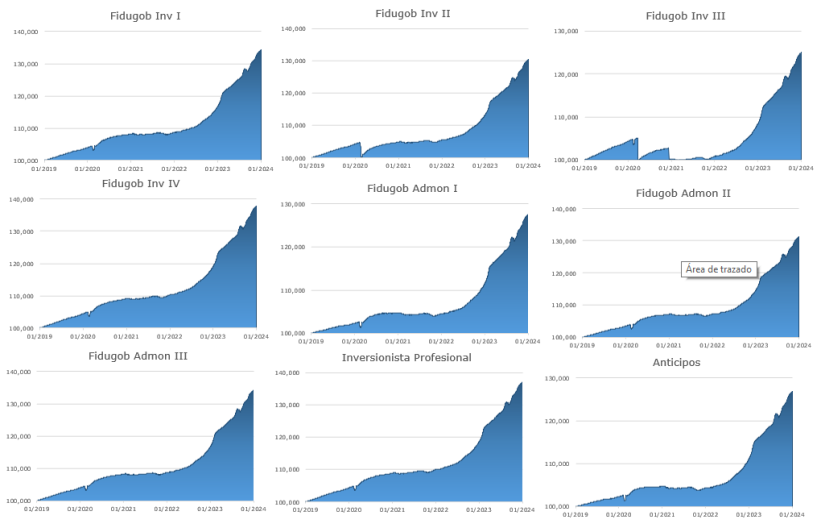 Fidugob Inv I
140,000
130,000
120,000
110,000
100,000
01/2019 01/2020 01/2021 01/2022 01/2023 01/2024
Fidugob Inv II
140,000
130,000
120,000
110,000
100,000
01/2019 01/2020 01/2021 01/2022 01/2023 01/2024
Fidugob Inv III
130,000
120,000
110,000
100,000
01/2019 01/2020 01/2021 01/2022 01/2023 01/2024
Fidugob Inv IV
140,000
130,000
120,000
110,000
100,000
01/2019 01/2020 01/2021 01/2022 01/2023 01/2024
Fidugob Admon I
130,000
120,000
110,000
100,000
01/2019 01/2020 01/2021 01/2022 01/2023 01/2024
Fidugob Admon II
140,000
130,000
120,000
110,000
100,000
01/2019 01/2020 01/2021 01/2022 01/2023 01/2024
Área de trazado
Fidugob Admon III
140,000
130,000
120,000
110,000
100,000
01/2019 01/2020 01/2021 01/2022 01/2023 01/2024
Inversionista Profesional
140,000
130,000
120,000
110,000
100,000
01/2019 01/2020 01/2021 01/2022 01/2023 01/2024
Anticipos
130,000
120,000
110,000
100,000
01/2019 01/2020 01/2021 01/2022 01/2023 01/2024